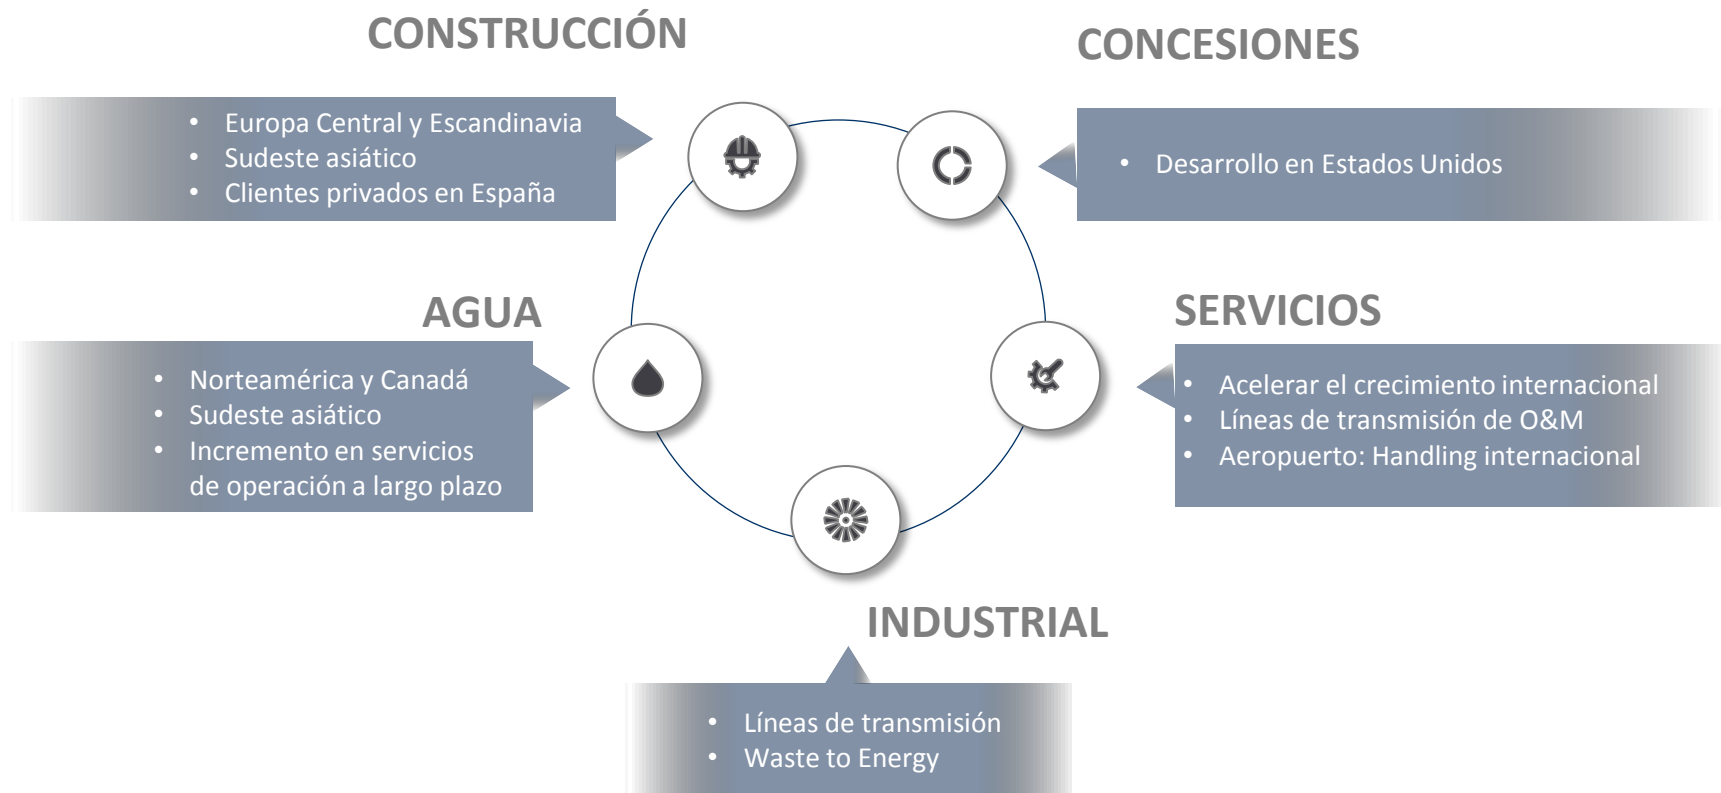 CONSTRUCCIÓN
• Europa Central y Escandinavia
• Sudeste asiático
• Clientes privados en España
CONCESIONES
• Desarrollo en Estados Unidos
AGUA
• Norteamérica y Canadá
• Sudeste asiático
• Incremento en servicios
de operación a largo plazo
SERVICIOS
• Acelerar el crecimiento internacional
• Líneas de transmisión de O&M
• Aeropuerto: Handling internacional
INDUSTRIAL
• Líneas de transmisión
• Waste to Energy